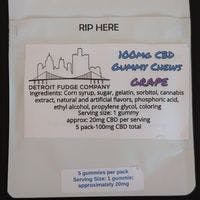 RIP HERE
100mg CBD
Gummy Chews
GRAPE
DETROIT FUDGE COMPANY
Ingredients: Corn syrup, sugar, gelatin, sorbitol, cannabis
extract, natural and artificial flavors, phosphoric acid,
ethyl alcohol, propylene glycol, coloring
Serving size: 1 gummy
approx: 20mg CBD per serving
5 pack-100mg CBD total
5 gummies per pack
Serving Size: 1 gummie:
approximately 20mg